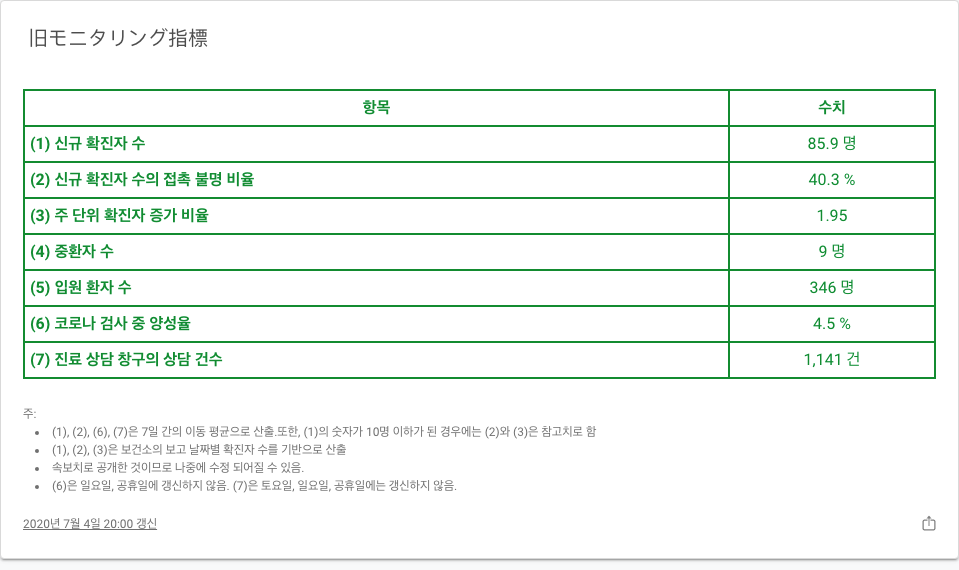 旧モニタリング指標
항목 수치
(1) 신규 확진자 수 85.9 명
(2) 신규 확진자 수의 접촉 불명 비율 40.3 %
(3) 주 단위 확진자 증가 비율 1.95
(4) 중환자 수 9 명
(5) 입원 환자 수 346 명
(6) 코로나 검사 중 양성율 4.5 %
(7) 진료 상담 창구의 상담 건수 1,141 건
주:
(1), (2), (6), (7)은 7일 간의 이동 평균으로 산출.또한, (1)의 숫자가 10명 이하가 된 경우에는 (2)와 (3)은 참고치로 함
(1), (2), (3)은 보건소의 보고 날짜별 확진자 수를 기반으로 산출
속보치로 공개한 것이므로 나중에 수정 되어질 수 있음.
(6)은 일요일, 공휴일에 갱신하지 않음. (7)은 토요일, 일요일, 공휴일에는 갱신하지 않음.
2020년 7월 4일 20:00 갱신